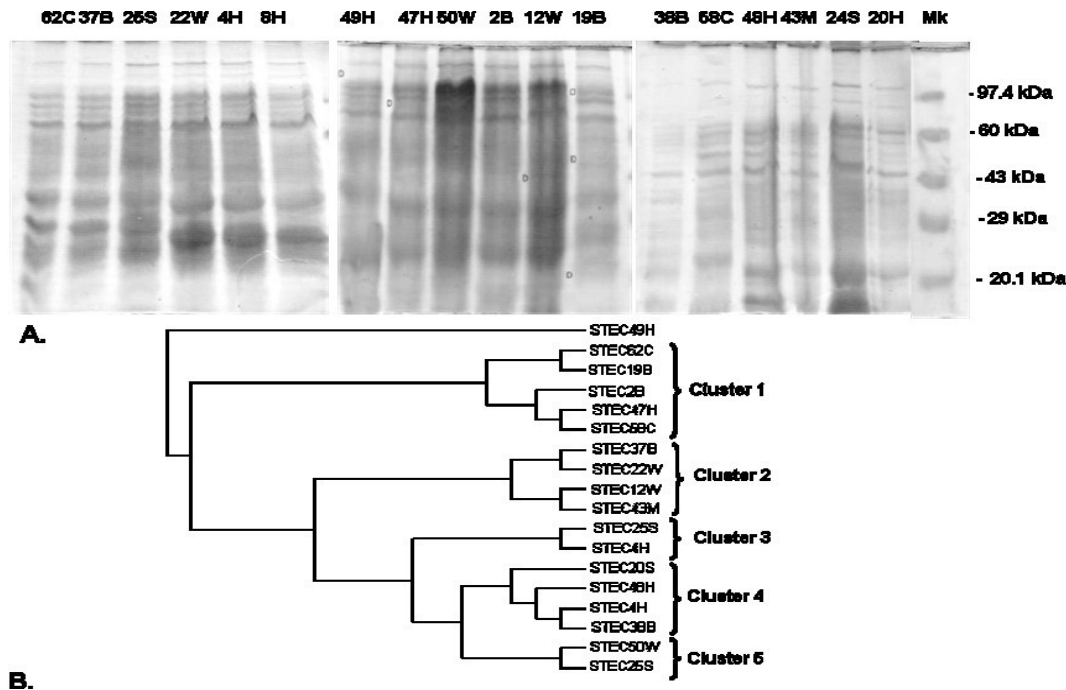 62C 37B 25S 22W 4H 8H 49H 47H 50W 2B 12W 19B 38B 58C 48H 43M 24S 20H Mk
- 97.4 kDa
- 60 kDa
- 43 kDa
- 29 kDa
- 20.1 kDa
A.
STEC49H
STEC62C
STEC19B
STEC2B
STEC47H
STEC58C
Cluster 1
STEC37B
STEC22W
STEC12W
STEC43M
Cluster 2
STEC25S
STEC4H
Cluster 3
STEC20S
STEC48H
STEC4H
STEC38B
Cluster 4
STEC50W
STEC25S
Cluster 5
B.